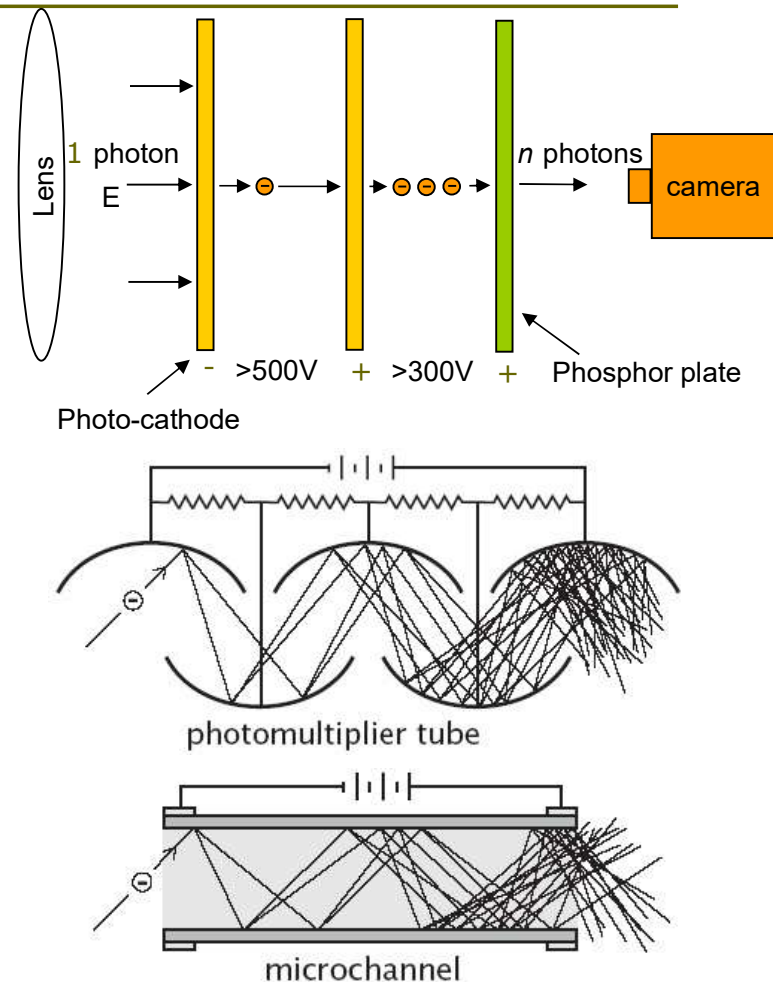 Lens
1 photon
E
n photons
camera
- >500V + >300V +
Phosphor plate
Photo-cathode
photomultiplier tube
microchannel